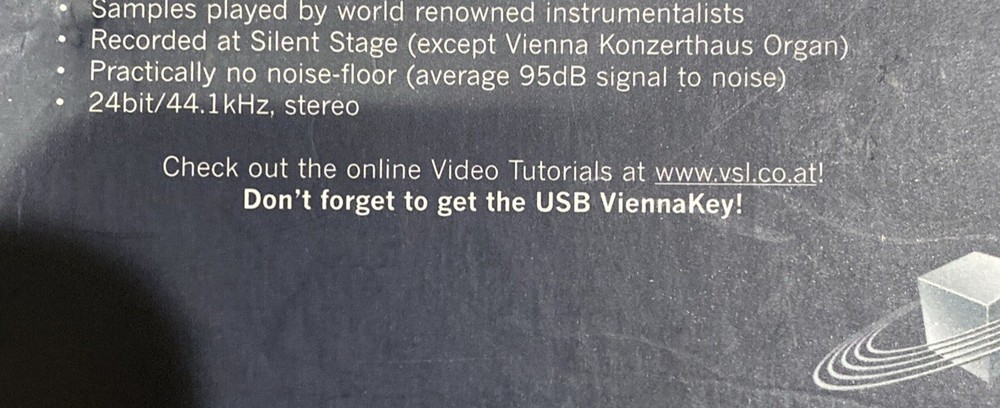 • Samples played by world renowned instrumentalists
• Recorded at Silent Stage (except Vienna Konzerthaus Organ)
• Practically no noise-floor (average 95dB signal to noise)
• 24bit/44.1kHz, stereo
Check out the online Video Tutorials at www.vsl.co.at!
Don't forget to get the USB ViennaKey!